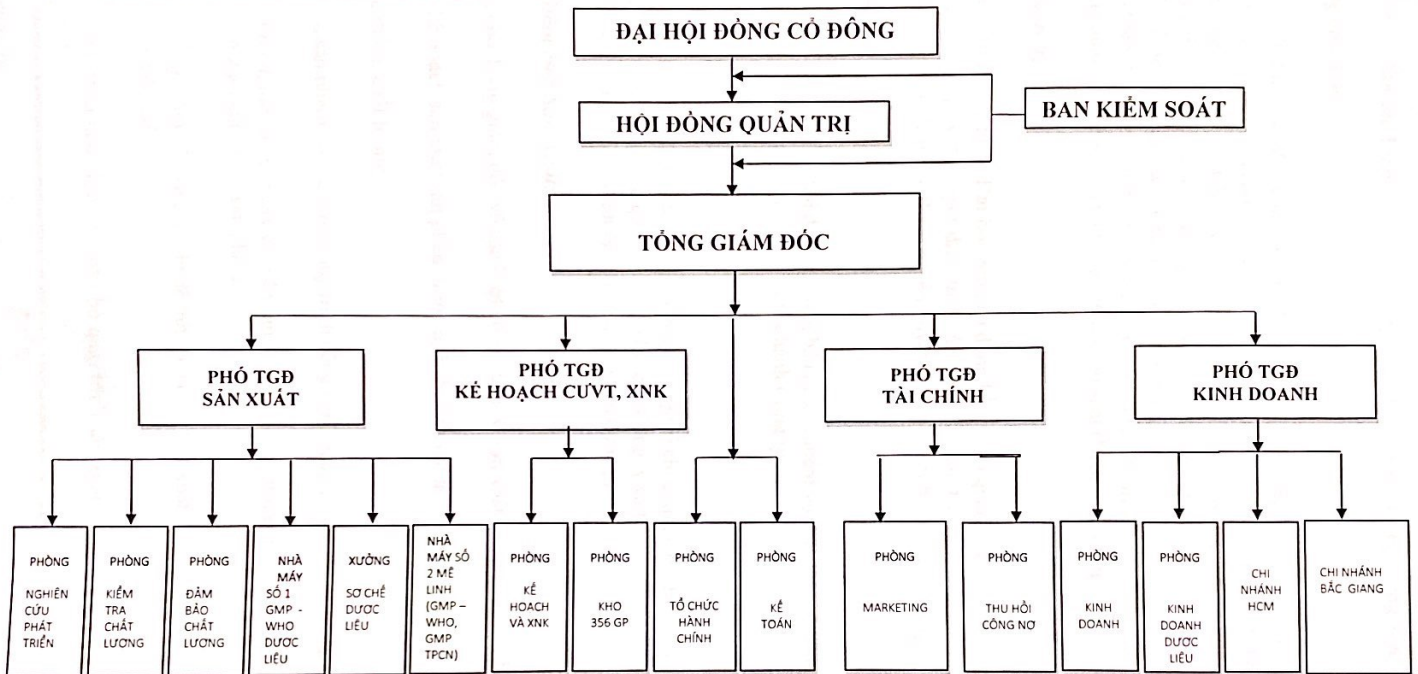 ĐẠI HỘI ĐỒNG CỔ ĐÔNG
HỘI ĐỒNG QUẢN TRỊ
BAN KIỂM SOÁT
TỔNG GIÁM ĐỐC
PHÓ TGĐ
SẢN XUẤT
PHÓ TGĐ
KẾ HOẠCH CƯVT, XNK
PHÓ TGĐ
TÀI CHÍNH
PHÓ TGĐ
KINH DOANH
PHÒNG
NGHIÊN
CỨU
PHÁT
TRIỂN
PHÒNG
KIỂM
TRA
CHẤT
LƯỢNG
PHÒNG
ĐẢM
BẢO
CHẤT
LƯỢNG
NHÀ
MÁY
SỐ 1
GMP -
WHO
DƯỢC
LIỆU
XƯỞNG
SƠ CHẾ
DƯỢC
LIỆU
NHÀ
MÁY SỐ
2 MÊ
LINH
(GMP –
WHO,
GMP
TPCN)
PHÒNG
KẾ
HOẠCH
VÀ XNK
PHÒNG
KHO
356 GP
PHÒNG
TỔ CHỨC
HÀNH
CHÍNH
PHÒNG
KẾ
TOÁN
PHÒNG
MARKETING
PHÒNG
THU HỒI
CÔNG NỢ
PHÒNG
KINH
DOANH
PHÒNG
KINH
DOANH
DƯỢC
LIỆU
CHI
NHÁNH
HCM
CHI NHÁNH
BẮC GIANG